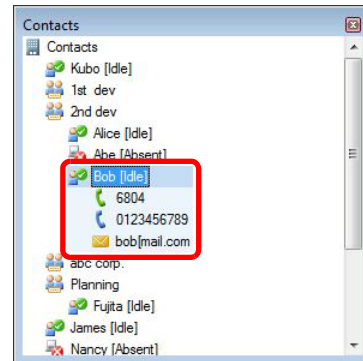 Contacts
Contacts
Kubo [Idle]
1st dev
2nd dev
Alice [Idle]
Abe [Absent]
Bob [Idle]
6804
0123456789
bob[mail.com
abc corp.
Planning
Fujita [Idle]
James [Idle]
Nancy [Absent]